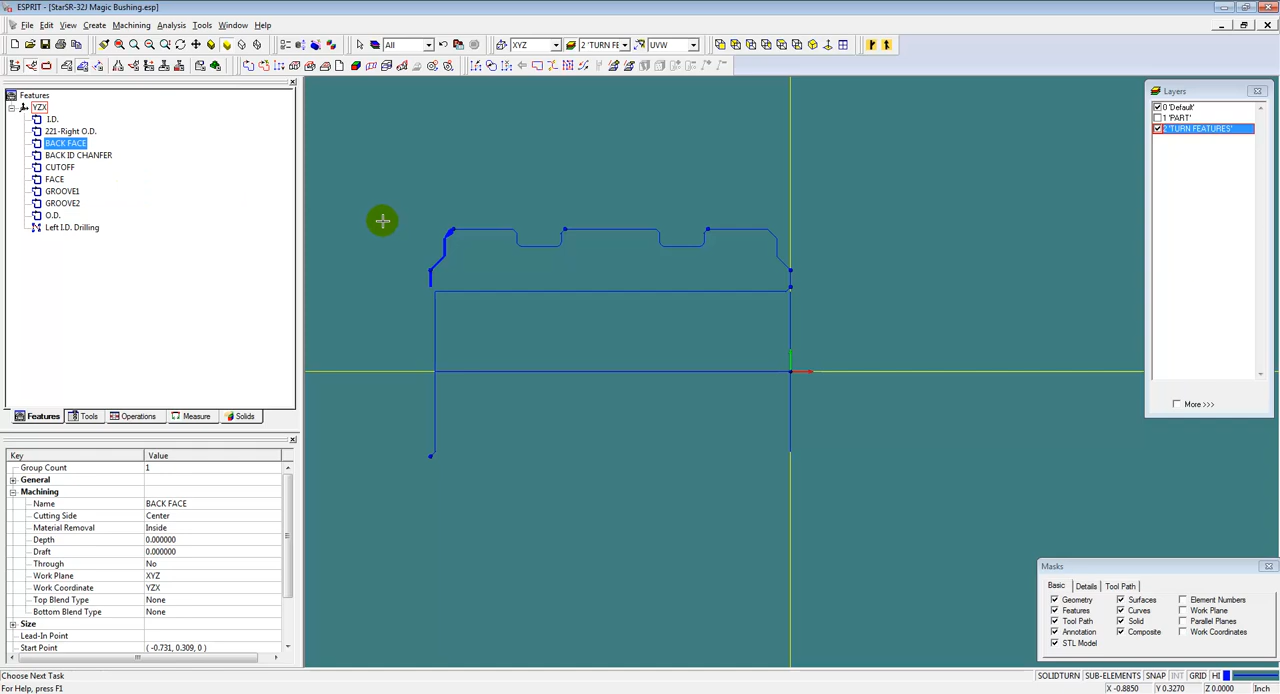 ESPRIT - [StarSR-32J Magic Bushing.esp]
File Edit View Create Machining Analysis Tools Window Help
All XYZ 2 'TURN FE UVW
Features
YZX
I.D.
221-Right O.D.
BACK FACE
BACK ID CHANFER
CUTOFF
FACE
GROOVE1
GROOVE2
O.D.
Left I.D. Drilling
Features Tools Operations Measure Solids
Key Value
Group Count 1
General
Machining
Name BACK FACE
Cutting Side Center
Material Removal Inside
Depth 0.000000
Draft 0.000000
Through No
Work Plane XYZ
Work Coordinate YZX
Top Blend Type None
Bottom Blend Type None
Size
Lead-In Point
Start Point ( -0.731, 0.309, 0 )
Layers
0 'Default'
1 'PART'
2 'TURN FEATURES'
More >>>
Masks
Basic Details Tool Path
Geometry Surfaces Element Numbers
Features Curves Work Plane
Tool Path Solid Parallel Planes
Annotation Composite Work Coordinates
STL Model
Choose Next Task SOLIDTURN SUB-ELEMENTS SNAP INT GRID HI
For Help, press F1 X -0.8850 Y 0.3270 Z 0.0000 Inch